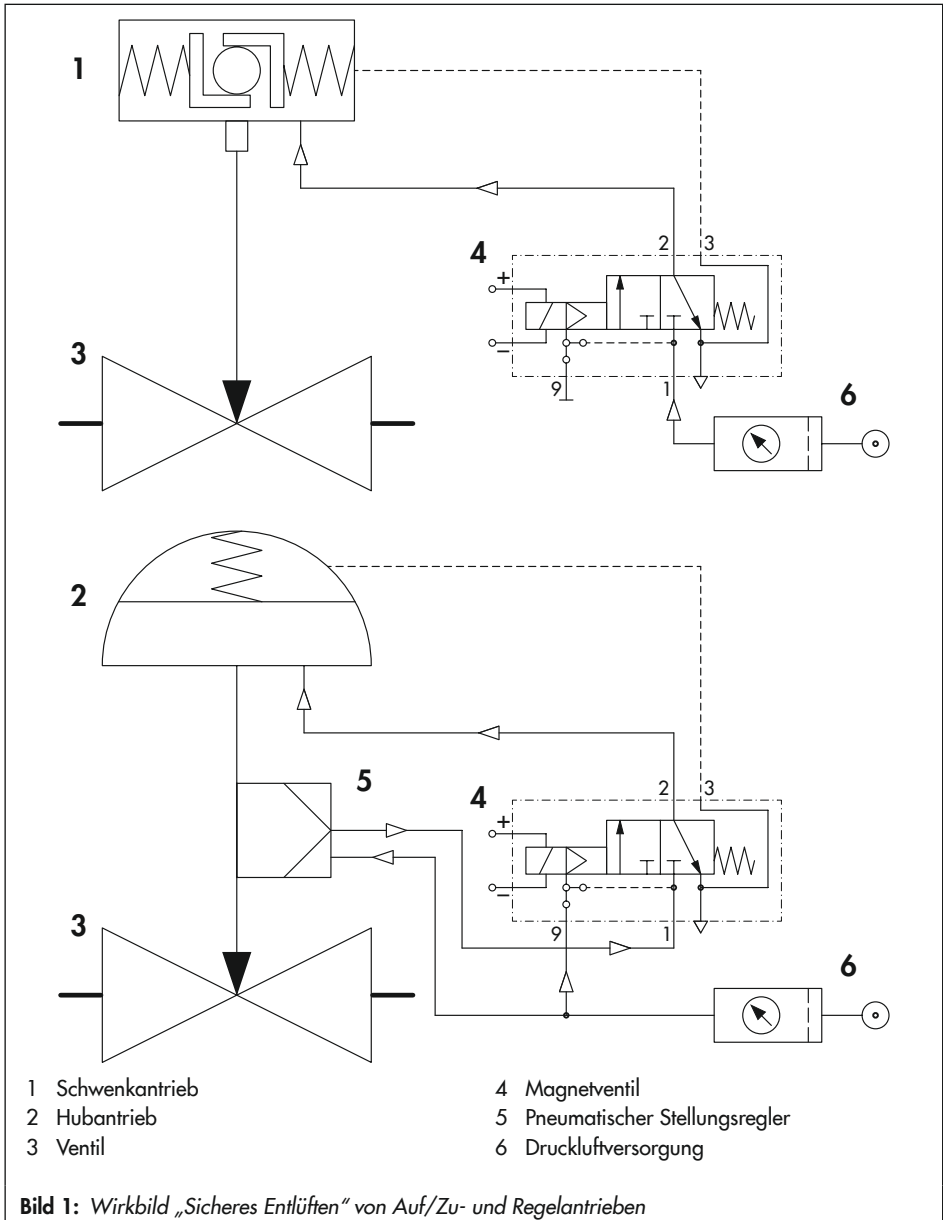 1
2 3
4
+
–
3
9 1
6
2
5
2 3
4
+
–
3
9 1
6
1 Schwenkantrieb
2 Hubantrieb
3 Ventil
4 Magnetventil
5 Pneumatischer Stellungsregler
6 Druckluftversorgung
Bild 1: Wirkbild „Sicheres Entlüften“ von Auf/Zu- und Regelantrieben